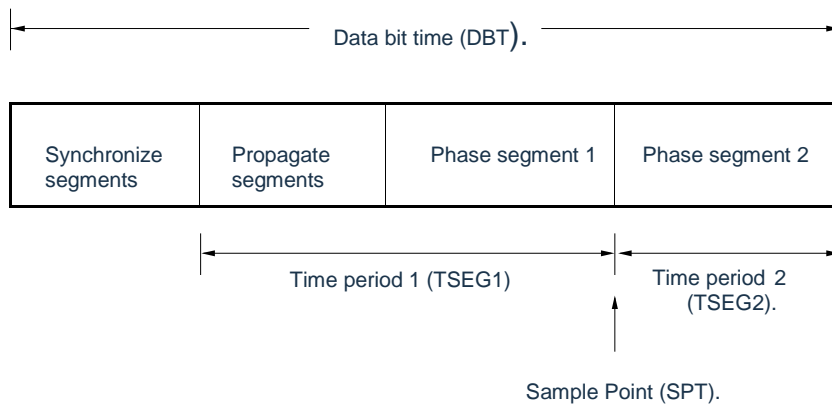 Data bit time (DBT).
Synchronize
segments
Propagate
segments
Phase segment 1
Phase segment 2
Time period 1 (TSEG1)
Time period 2
(TSEG2).
Sample Point (SPT).